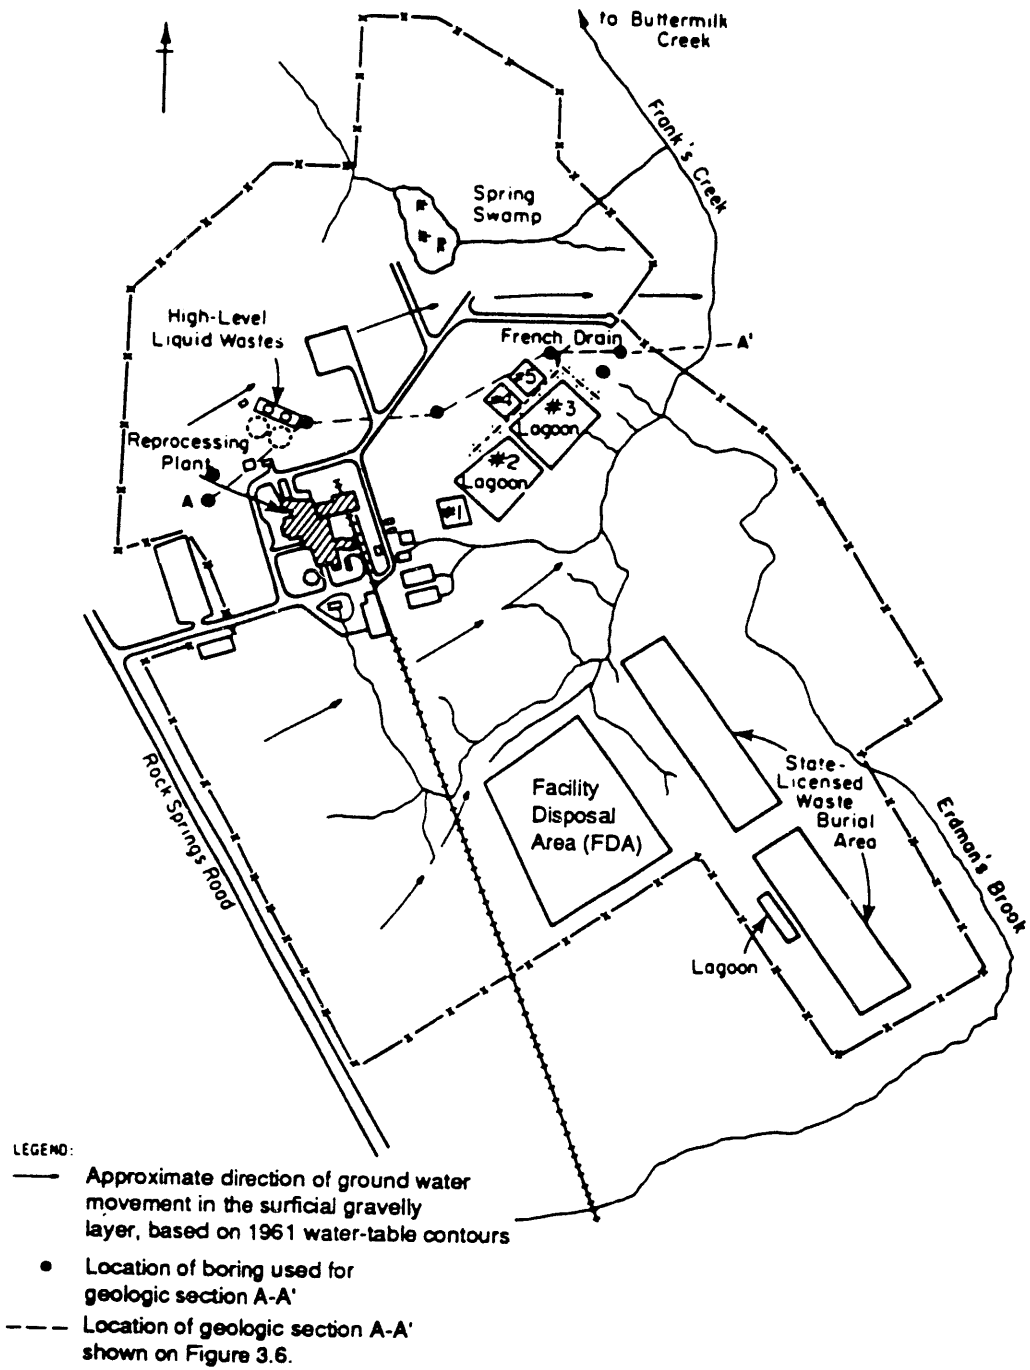 to Buttermilk
Creek
Frank's Creek
Spring
Swamp
High-Level
Liquid Wastes
French Drain
A'
#5
#4
#3
Lagoon
Reprocessing
Plant
#2
Lagoon
A
#1
State-
Licensed
Waste
Burial
Area
Rock Springs Road
Facility
Disposal
Area (FDA)
Erdman's Brook
Lagoon
LEGEND:
Approximate direction of ground water
movement in the surficial gravelly
layer, based on 1961 water-table contours
Location of boring used for
geologic section A-A'
Location of geologic section A-A'
shown on Figure 3.6.